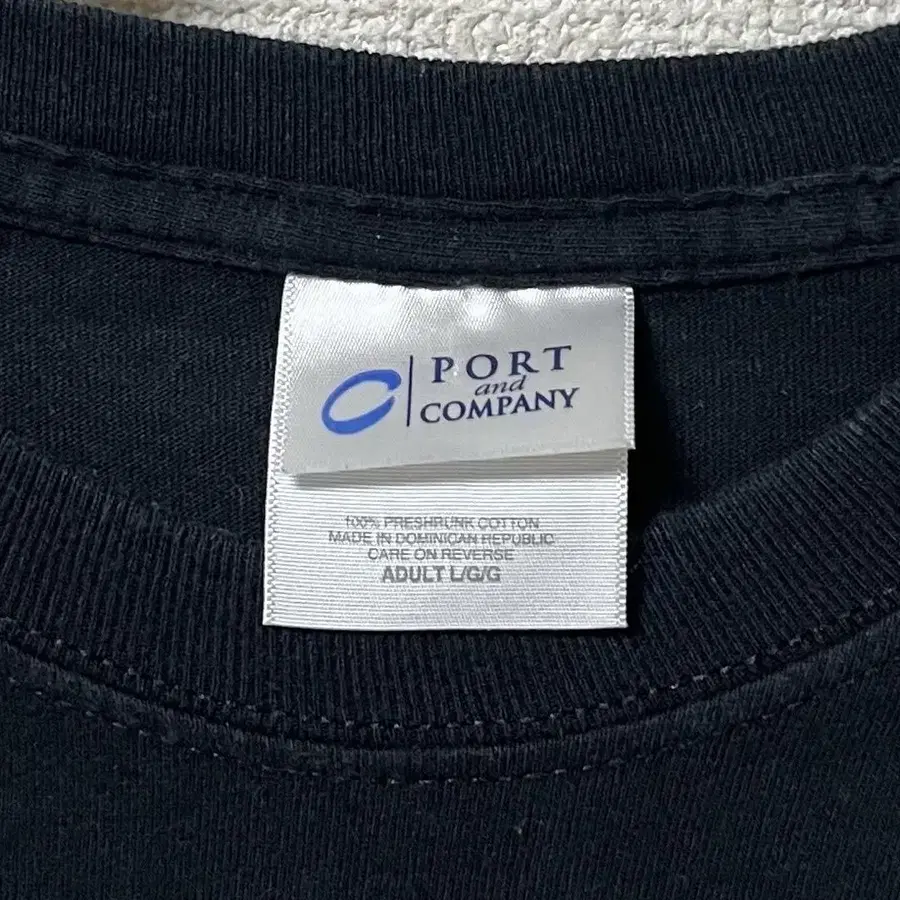 PORT
and
COMPANY
100% PRESHRUNK COTTON
MADE IN DOMINICAN REPUBLIC
CARE ON REVERSE
ADULT L/G/G